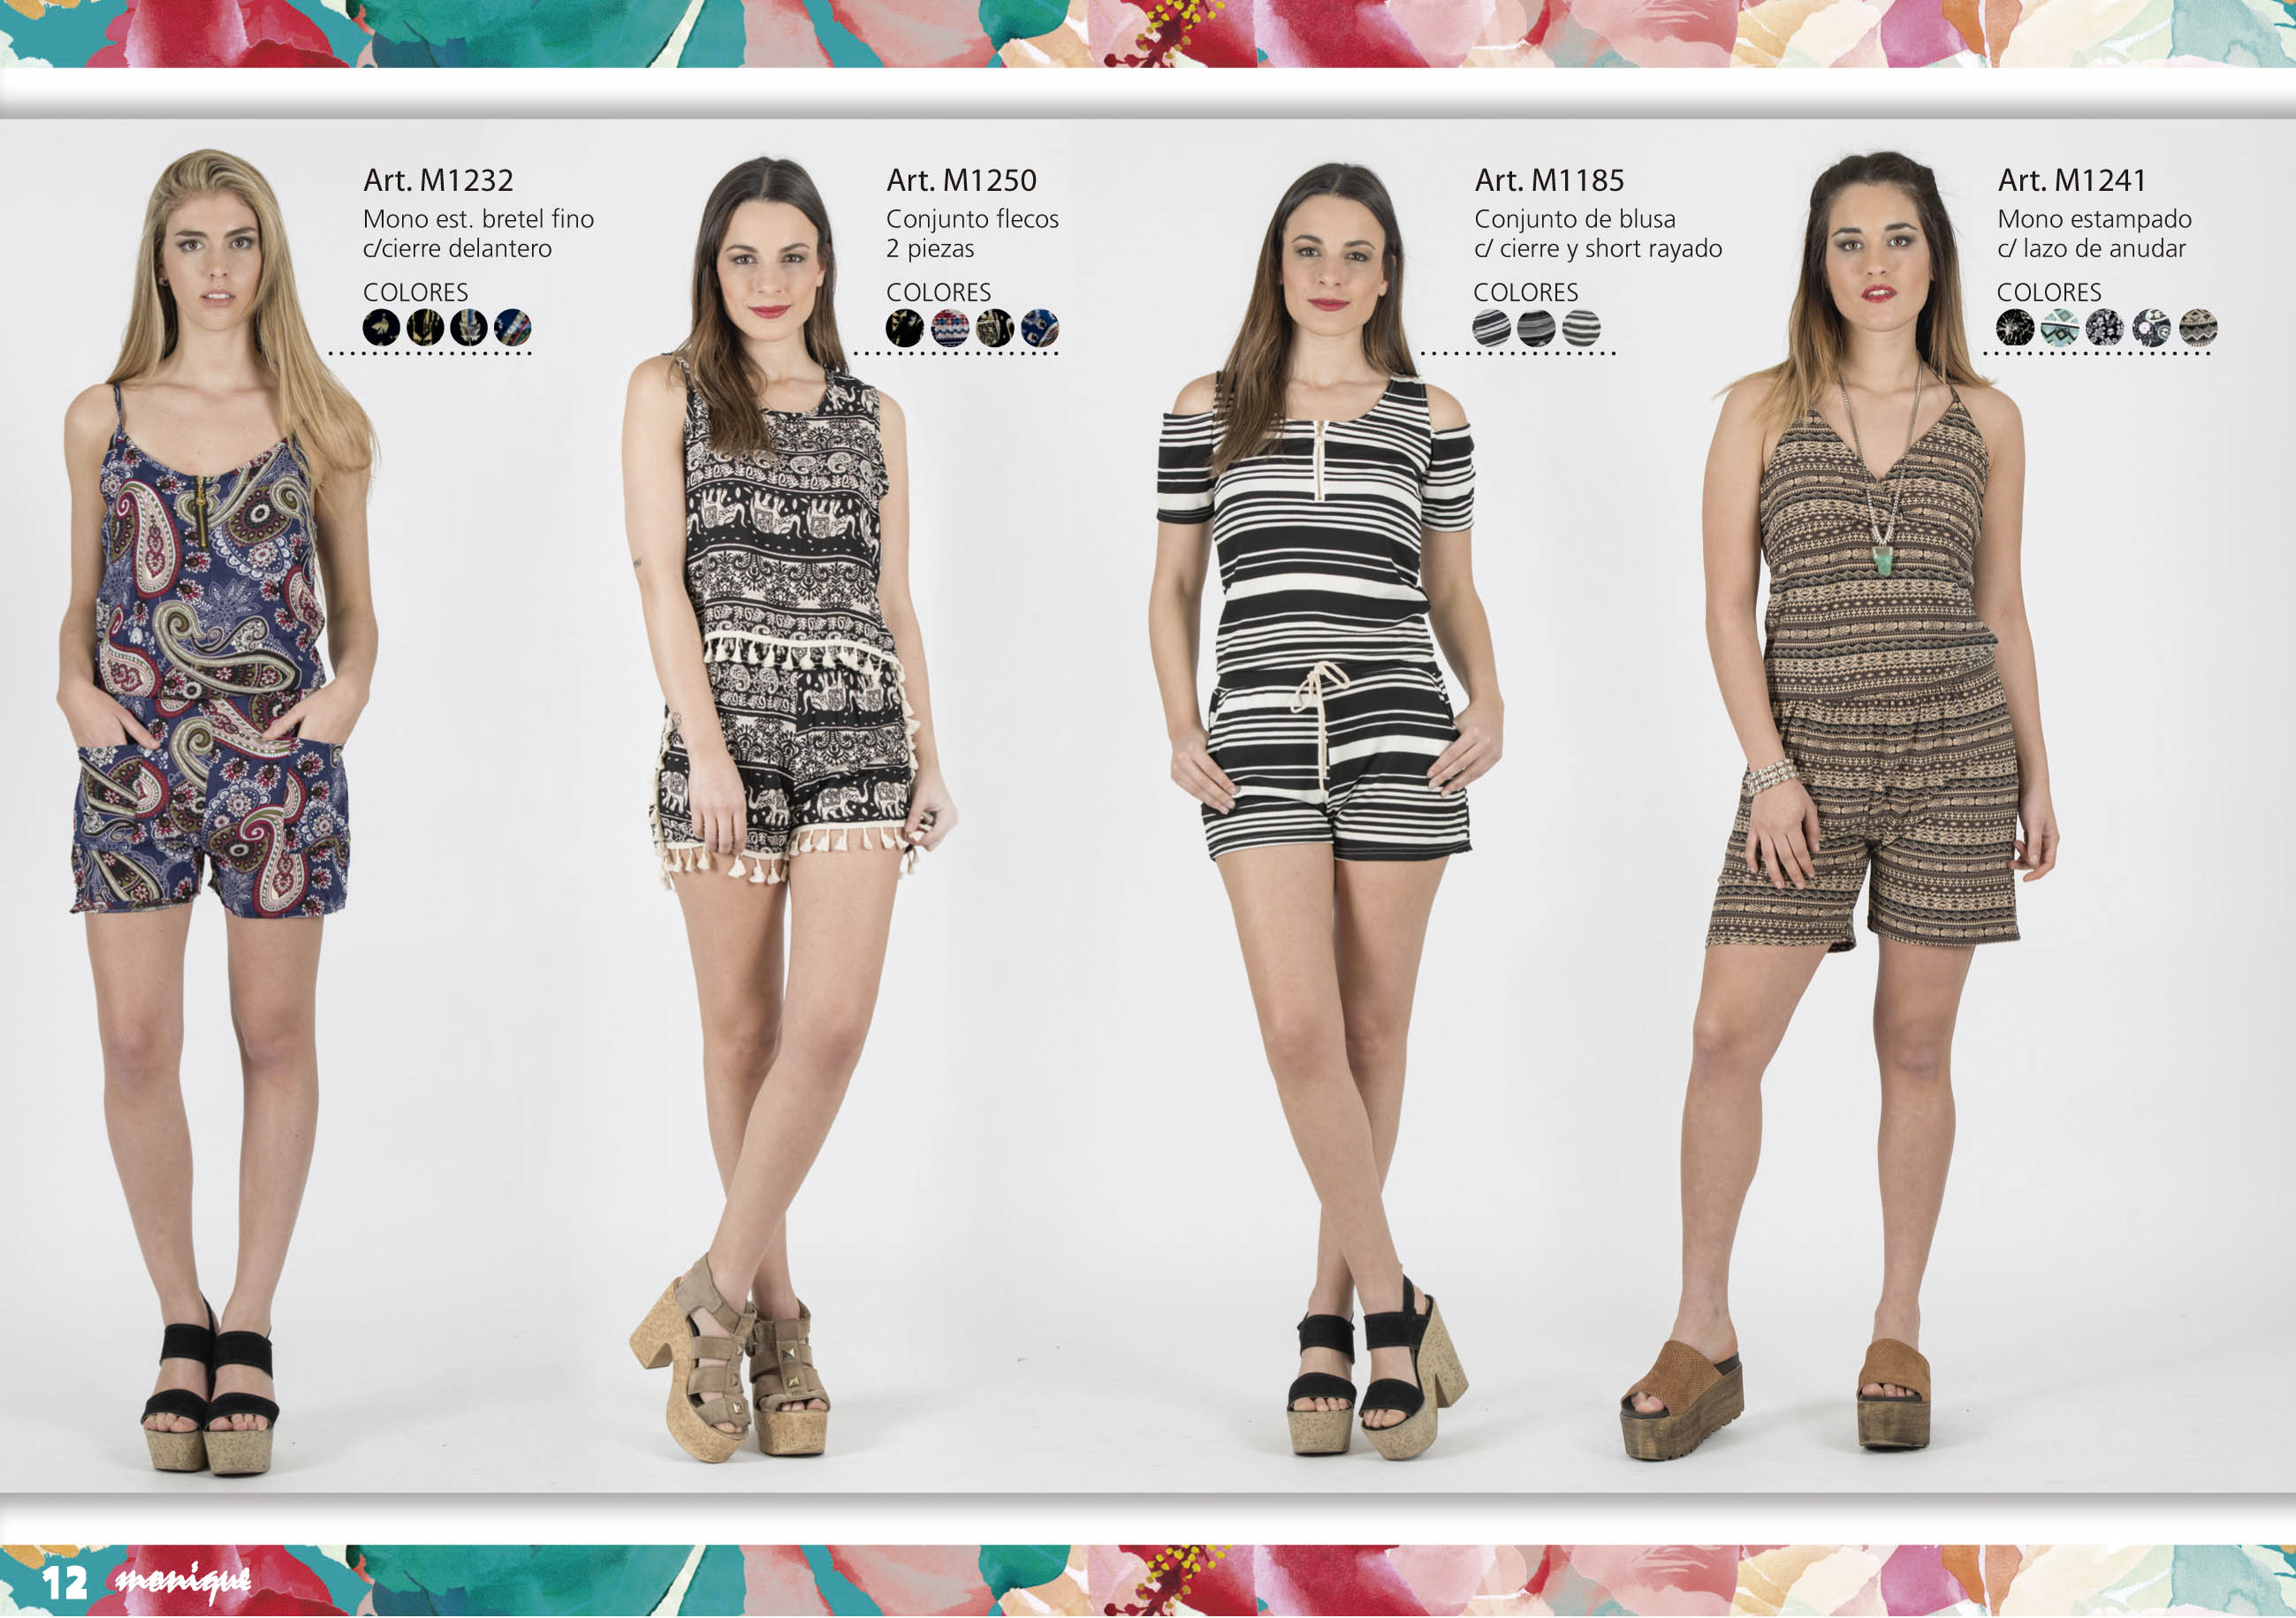 Art. M1232
Mono est. bretel fino
c/cierre delantero
COLORES
Art. M1250
Conjunto flecos
2 piezas
COLORES
Art. M1185
Conjunto de blusa
c/ cierre y short rayado
COLORES
Art. M1241
Mono estampado
c/ lazo de anudar
COLORES
12 monique